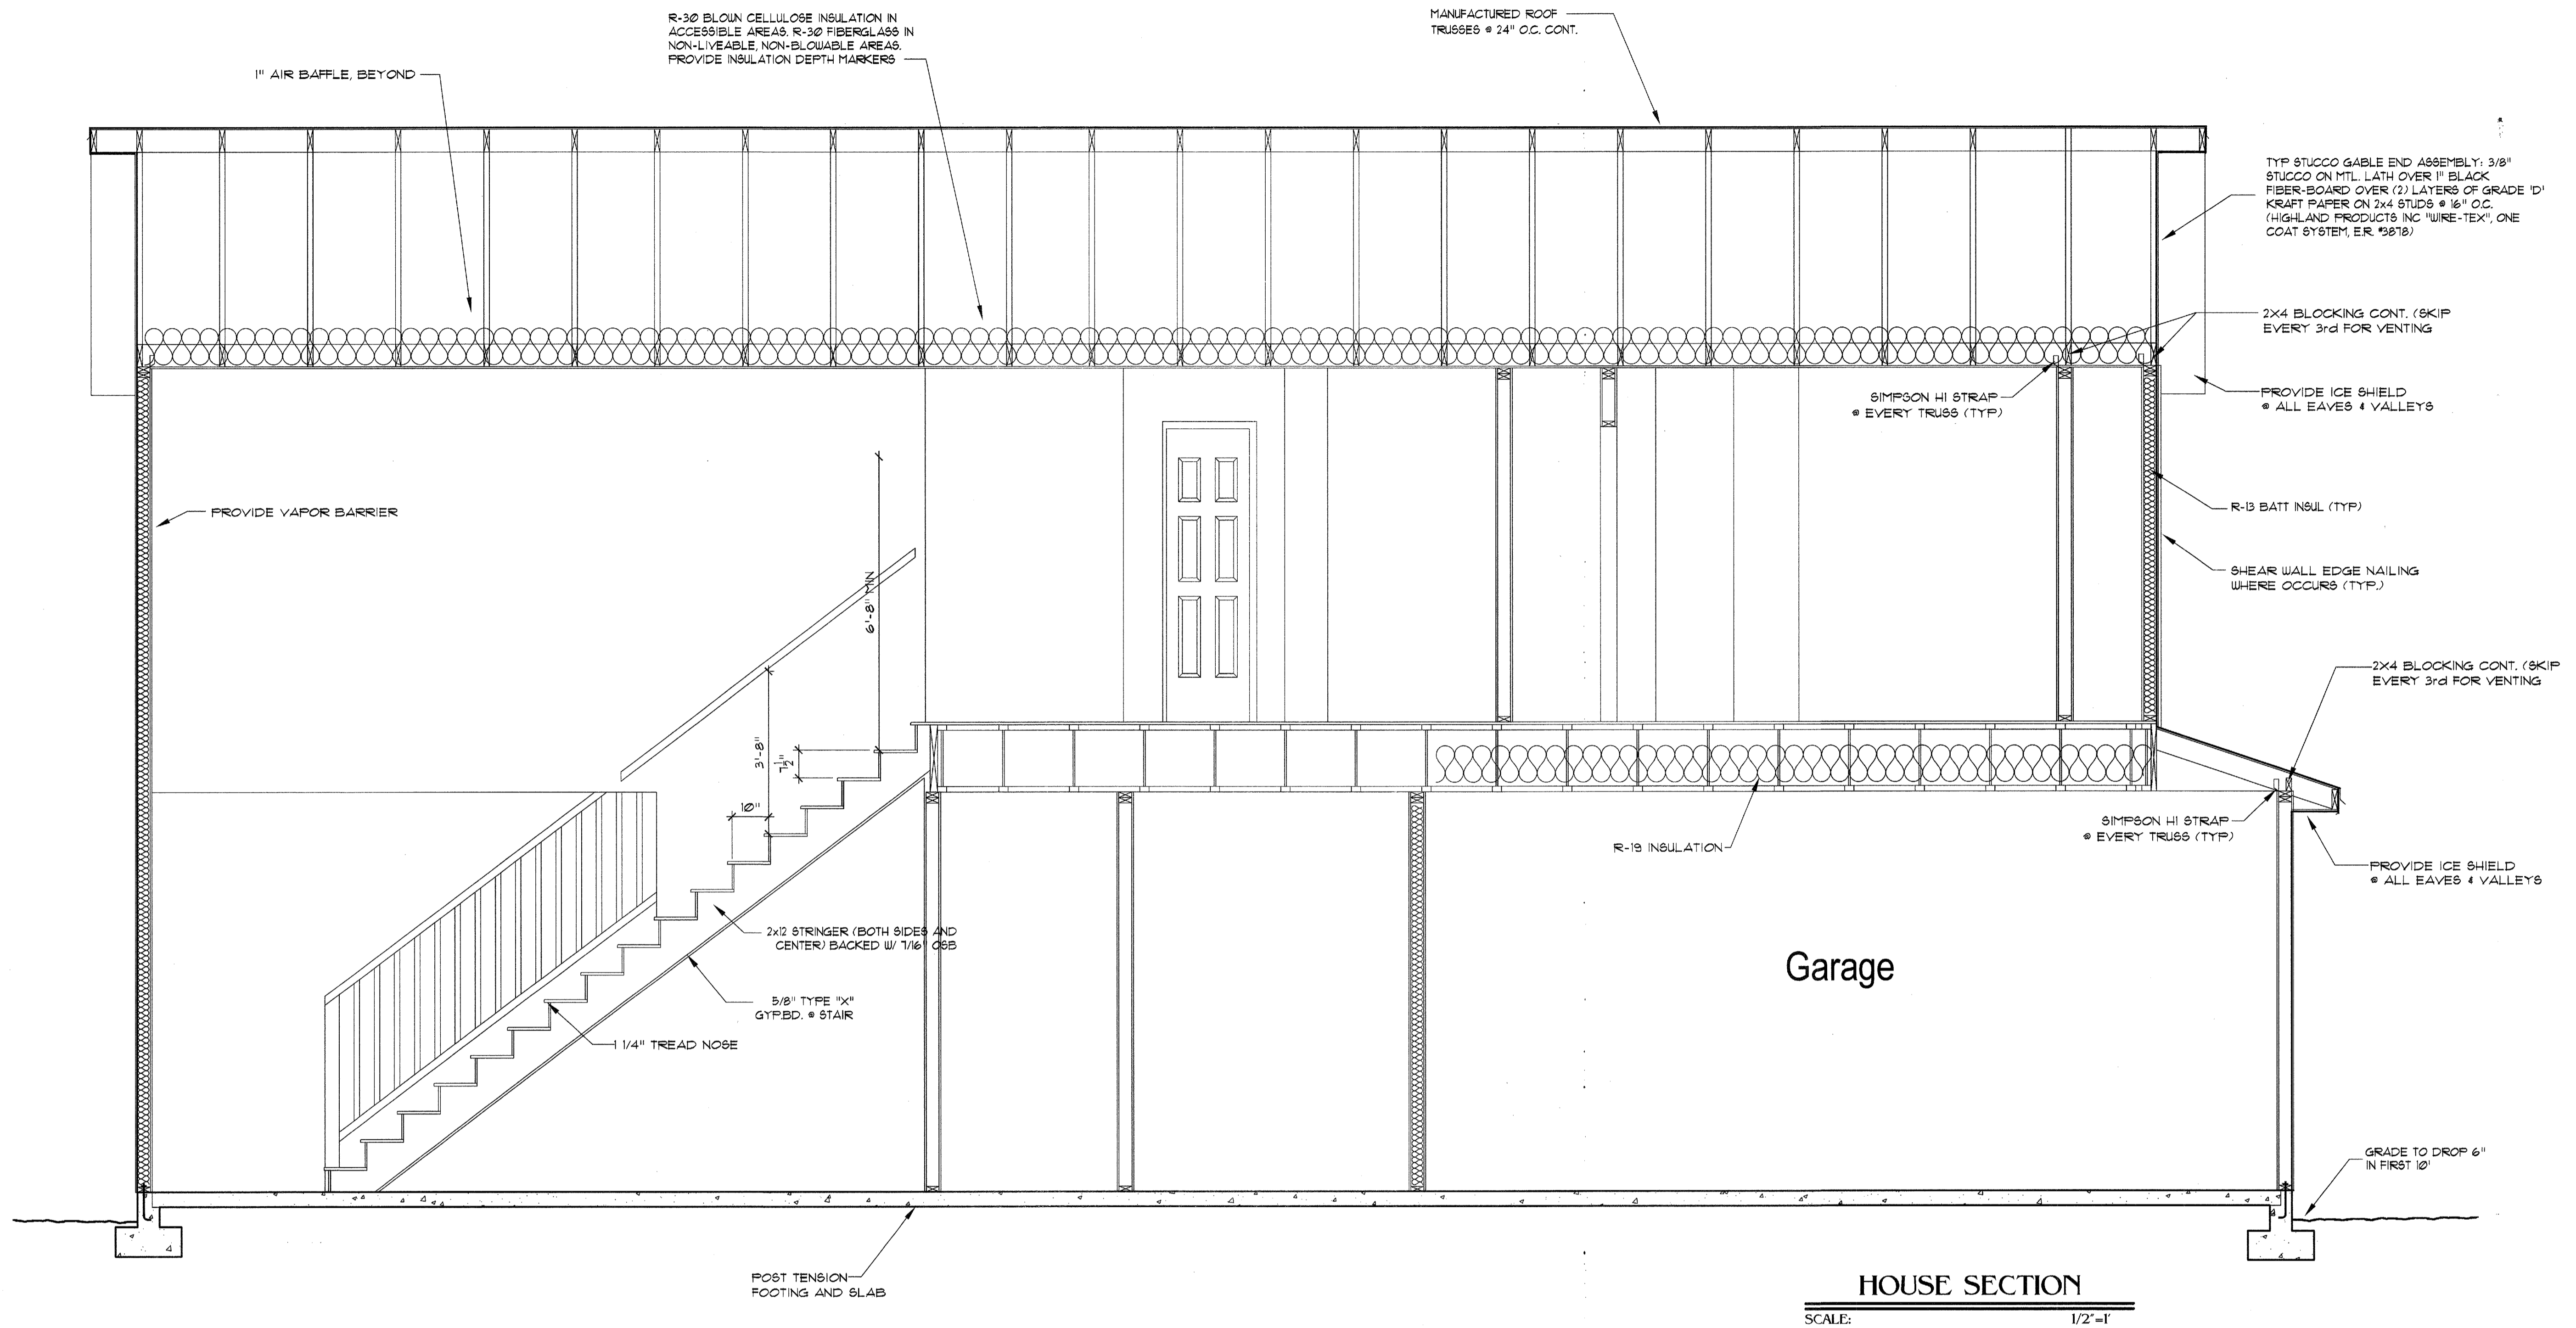 R-30 BLOWN CELLULOSE INSULATION IN
ACCESSIBLE AREAS. R-30 FIBERGLASS IN
NON-LIVEABLE, NON-BLOWABLE AREAS.
PROVIDE INSULATION DEPTH MARKERS
MANUFACTURED ROOF
TRUSSES @ 24" O.C. CONT.
1" AIR BAFFLE, BEYOND
TYP STUCCO GABLE END ASSEMBLY: 3/8"
STUCCO ON MTL. LATH OVER 1" BLACK
FIBER-BOARD OVER (2) LAYERS OF GRADE 'D'
KRAFT PAPER ON 2x4 STUDS @ 16" O.C.
(HIGHLAND PRODUCTS INC "WIRE-TEX", ONE
COAT SYSTEM, E.R. #3878)
2X4 BLOCKING CONT. (SKIP
EVERY 3rd FOR VENTING
SIMPSON H1 STRAP
@ EVERY TRUSS (TYP)
PROVIDE ICE SHIELD
@ ALL EAVES & VALLEYS
PROVIDE VAPOR BARRIER
R-13 BATT INSUL (TYP)
SHEAR WALL EDGE NAILING
WHERE OCCURS (TYP.)
6'-8" MIN
2X4 BLOCKING CONT. (SKIP
EVERY 3rd FOR VENTING
3'-8"
7 1/2"
10"
SIMPSON H1 STRAP
@ EVERY TRUSS (TYP)
R-19 INSULATION
PROVIDE ICE SHIELD
@ ALL EAVES & VALLEYS
2x12 STRINGER (BOTH SIDES AND
CENTER) BACKED W/ 7/16" OSB
Garage
5/8" TYPE "X"
GYP.BD. @ STAIR
1 1/4" TREAD NOSE
GRADE TO DROP 6"
IN FIRST 10'
POST TENSION
FOOTING AND SLAB
HOUSE SECTION
SCALE: 1/2"=1'